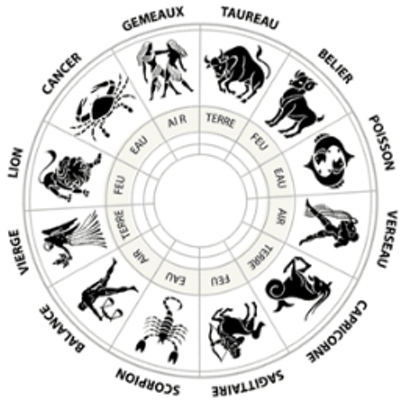 GEMEAUX
TAUREAU
BELIER
POISSON
VERSEAU
CAPRICORNE
SAGITTAIRE
SCORPION
BALANCE
VIERGE
LION
CANCER
AIR
TERRE
FEU
EAU
AIR
TERRE
FEU
EAU
AIR
TERRE
FEU
EAU